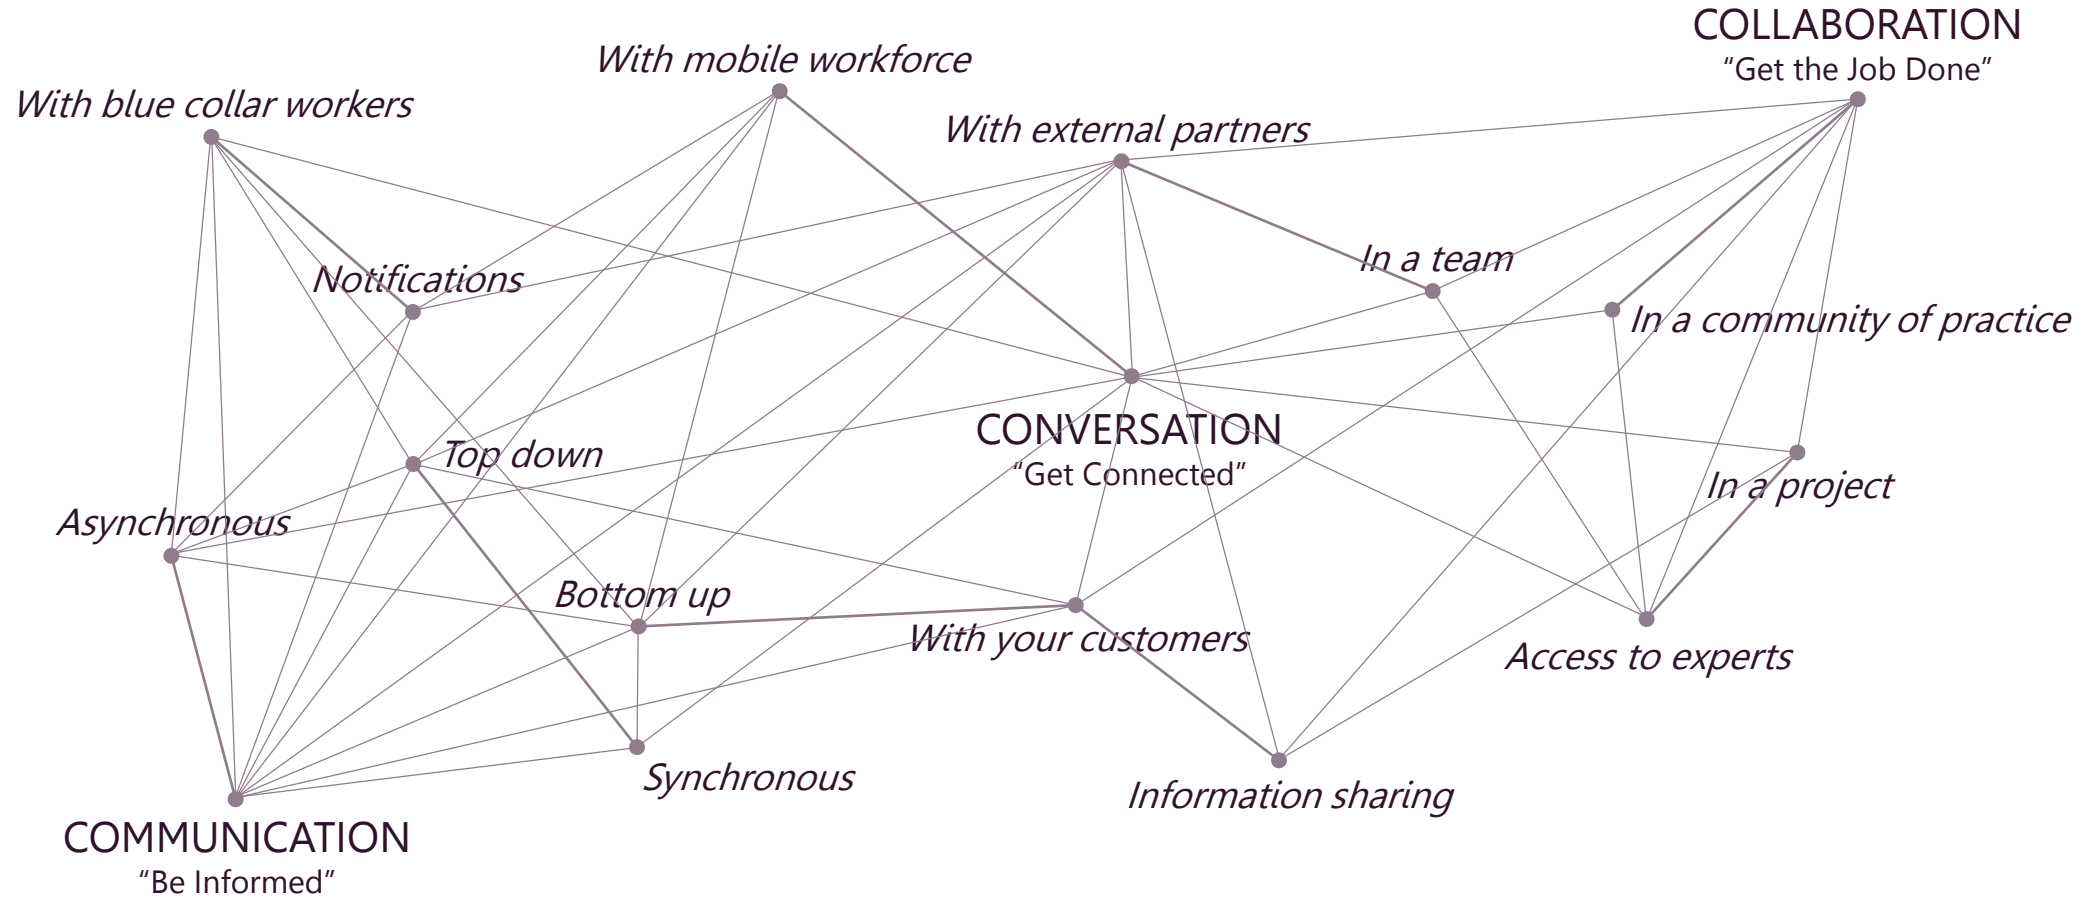 COLLABORATION
“Get the Job Done”
With mobile workforce
With blue collar workers
With external partners
In a team
Notifications
In a community of practice
CONVERSATION
“Get Connected”
Top down
In a project
Asynchronous
Bottom up
With your customers
Access to experts
Synchronous
Information sharing
COMMUNICATION
“Be Informed”